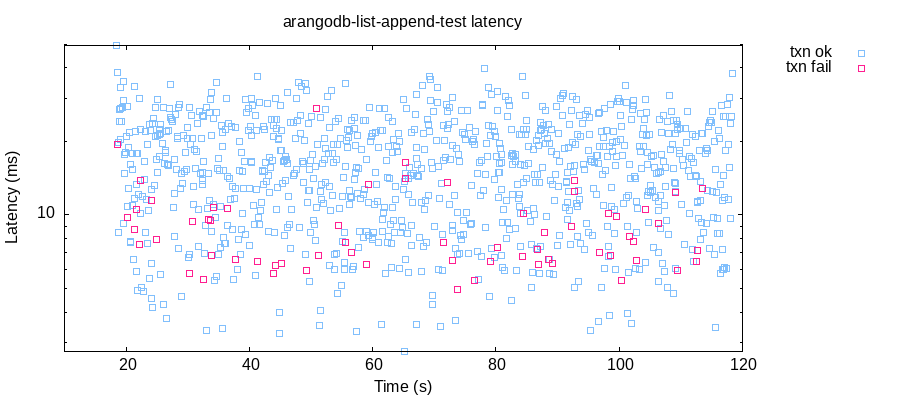 arangodb-list-append-test latency
txn ok
txn fail
Latency (ms)
10
20
40
60
80
100
120
Time (s)